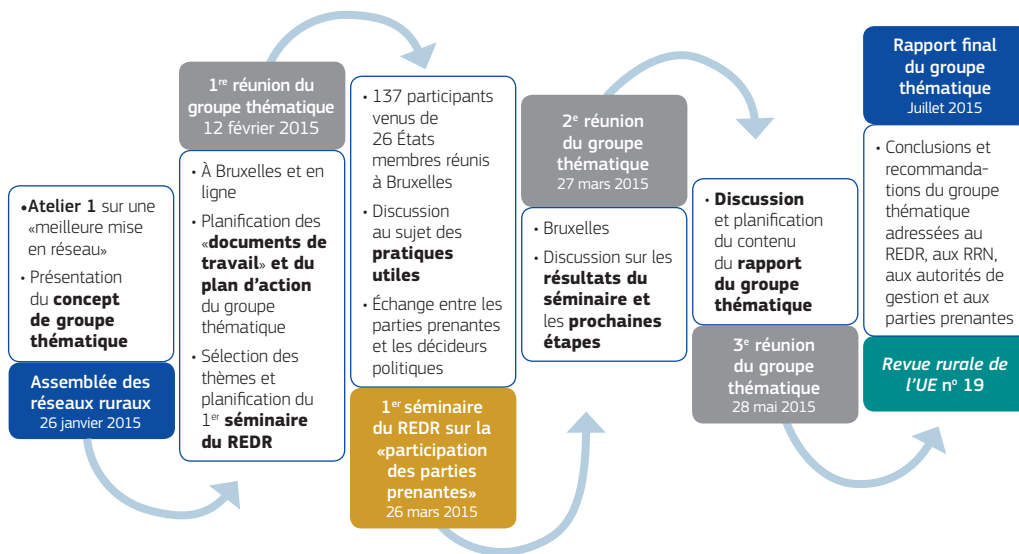 •Atelier 1 sur une
«meilleure mise
en réseau»
• Présentation
du concept
de groupe
thématique
Assemblée des
réseaux ruraux
26 janvier 2015
1re réunion du
groupe thématique
12 février 2015
• À Bruxelles et en
ligne
• Planification des
«documents de
travail» et du
plan d’action
du groupe
thématique
• Sélection des
thèmes et
planification du
1er séminaire
du REDR
• 137 participants
venus de
26 États
membres réunis
à Bruxelles
• Discussion
au sujet des
pratiques
utiles
• Échange entre les
parties prenantes
et les décideurs
politiques
1er séminaire
du REDR sur la
«participation
des parties
prenantes»
26 mars 2015
2e réunion
du groupe
thématique
27 mars 2015
• Bruxelles
• Discussion sur les
résultats du
séminaire et
les prochaines
étapes
• Discussion
et planification
du contenu
du rapport
du groupe
thématique
3e réunion
du groupe
thématique
28 mai 2015
Rapport final
du groupe
thématique
Juillet 2015
• Conclusions et
recommanda-
tions du groupe
thématique
adressées au
REDR, aux RRN,
aux autorités de
gestion et aux
parties prenantes
Revue rurale de
l’UE no 19